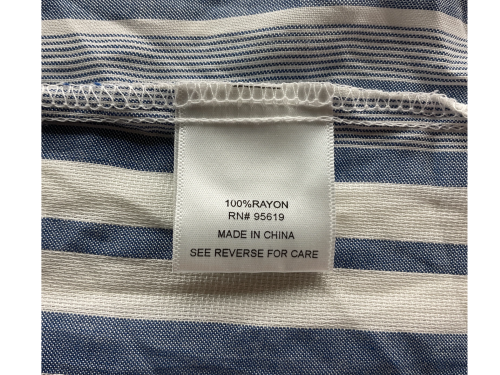 100%RAYON
RN# 95619
MADE IN CHINA
SEE REVERSE FOR CARE